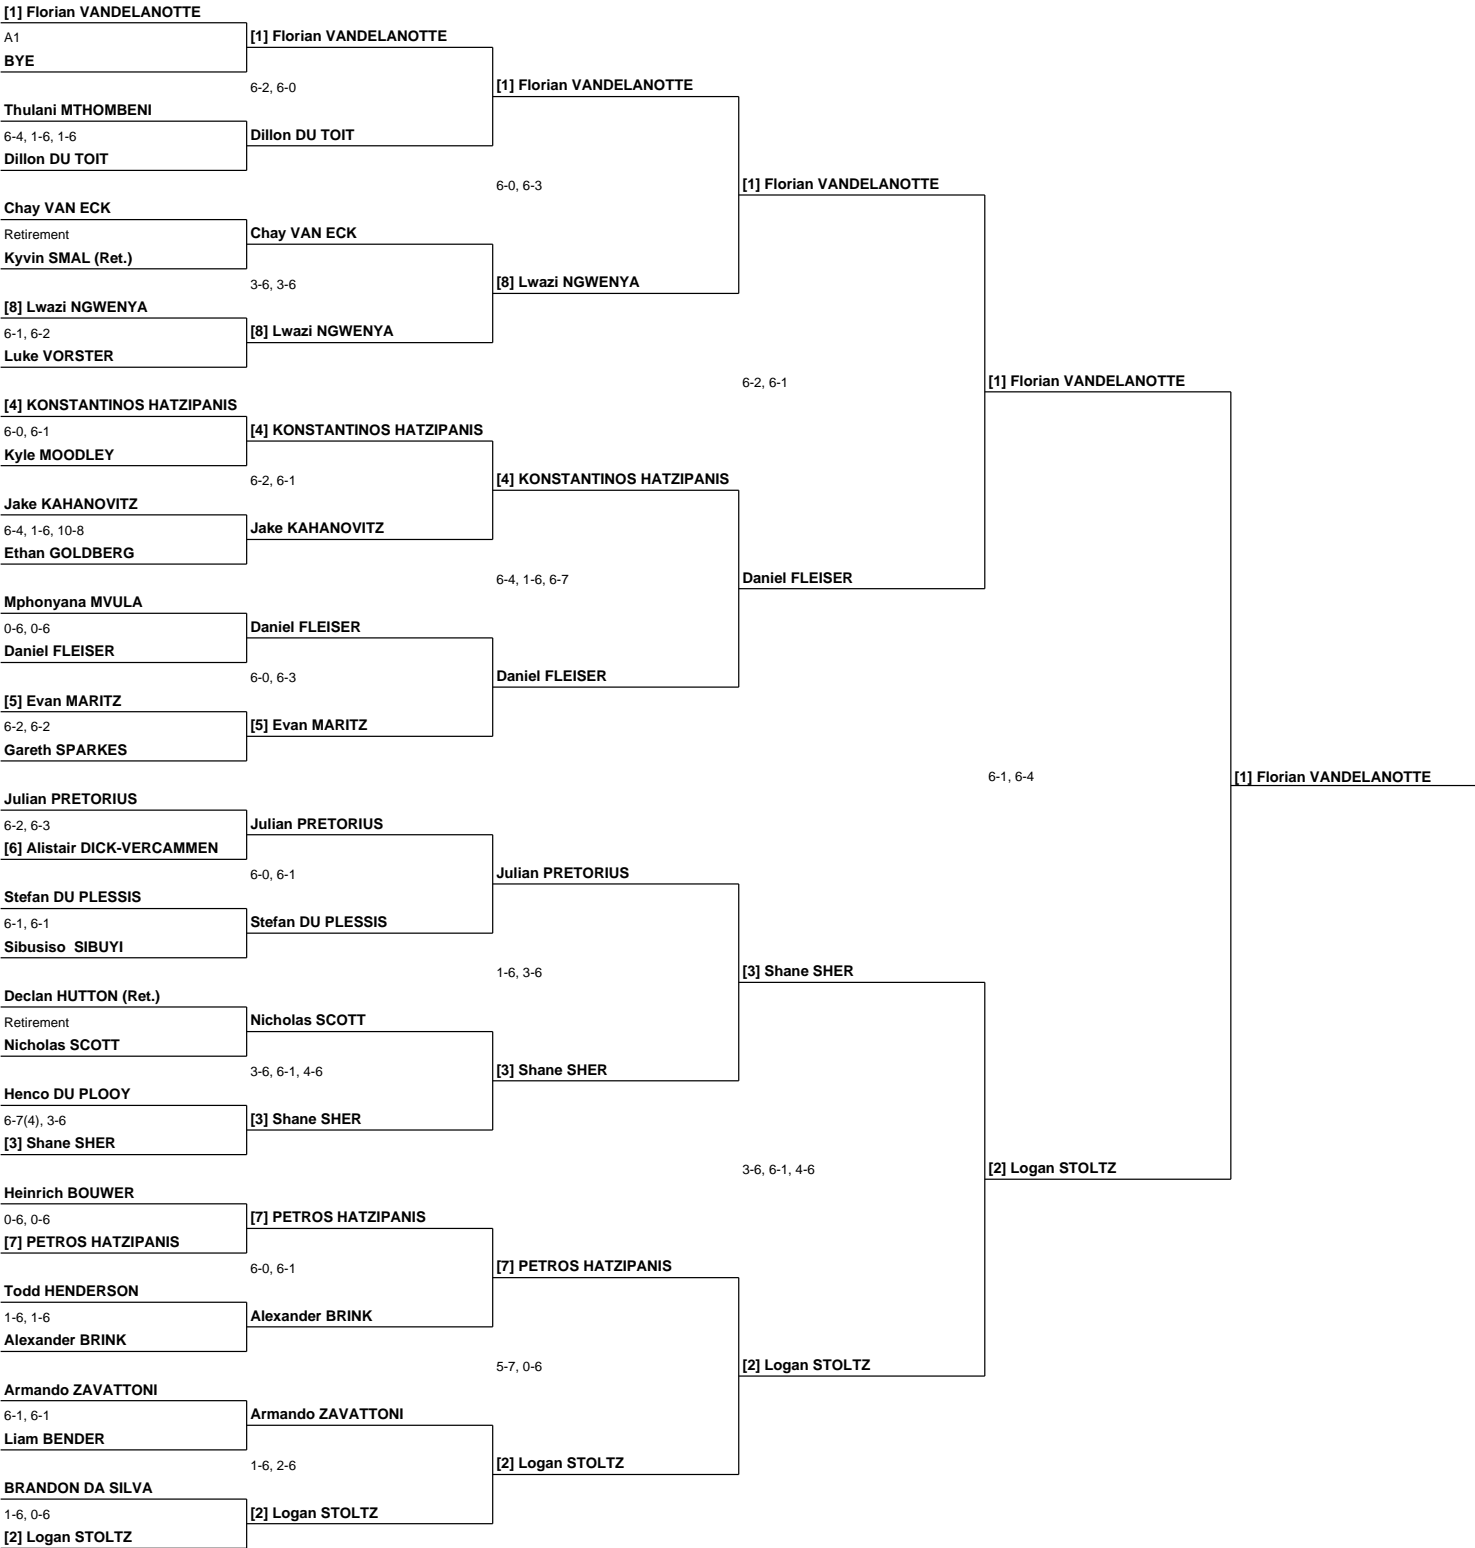 [1] Florian VANDELANOTTE
A1
BYE
Thulani MTHOMBENI
6-4, 1-6, 1-6
Dillon DU TOIT
Chay VAN ECK
Retirement
Kyvin SMAL (Ret.)
[8] Lwazi NGWENYA
6-1, 6-2
Luke VORSTER
[4] KONSTANTINOS HATZIPANIS
6-0, 6-1
Kyle MOODLEY
Jake KAHANOVITZ
6-4, 1-6, 10-8
Ethan GOLDBERG
Mphonyana MVULA
0-6, 0-6
Daniel FLEISER
[5] Evan MARITZ
6-2, 6-2
Gareth SPARKES
Julian PRETORIUS
6-2, 6-3
[6] Alistair DICK-VERCAMMEN
Stefan DU PLESSIS
6-1, 6-1
Sibusiso  SIBUYI
Declan HUTTON (Ret.)
Retirement
Nicholas SCOTT
Henco DU PLOOY
6-7(4), 3-6
[3] Shane SHER
Heinrich BOUWER
0-6, 0-6
[7] PETROS HATZIPANIS
Todd HENDERSON
1-6, 1-6
Alexander BRINK
Armando ZAVATTONI
6-1, 6-1
Liam BENDER
BRANDON DA SILVA
1-6, 0-6
[2] Logan STOLTZ
[1] Florian VANDELANOTTE
6-2, 6-0
Dillon DU TOIT
Chay VAN ECK
3-6, 3-6
[8] Lwazi NGWENYA
[4] KONSTANTINOS HATZIPANIS
6-2, 6-1
Jake KAHANOVITZ
Daniel FLEISER
6-0, 6-3
[5] Evan MARITZ
Julian PRETORIUS
6-0, 6-1
Stefan DU PLESSIS
Nicholas SCOTT
3-6, 6-1, 4-6
[3] Shane SHER
[7] PETROS HATZIPANIS
6-0, 6-1
Alexander BRINK
Armando ZAVATTONI
1-6, 2-6
[2] Logan STOLTZ
[1] Florian VANDELANOTTE
6-0, 6-3
[8] Lwazi NGWENYA
[4] KONSTANTINOS HATZIPANIS
6-4, 1-6, 6-7
Daniel FLEISER
Julian PRETORIUS
1-6, 3-6
[3] Shane SHER
[7] PETROS HATZIPANIS
5-7, 0-6
[2] Logan STOLTZ
[1] Florian VANDELANOTTE
6-2, 6-1
Daniel FLEISER
[3] Shane SHER
3-6, 6-1, 4-6
[2] Logan STOLTZ
[1] Florian VANDELANOTTE
6-1, 6-4
[2] Logan STOLTZ
[1] Florian VANDELANOTTE